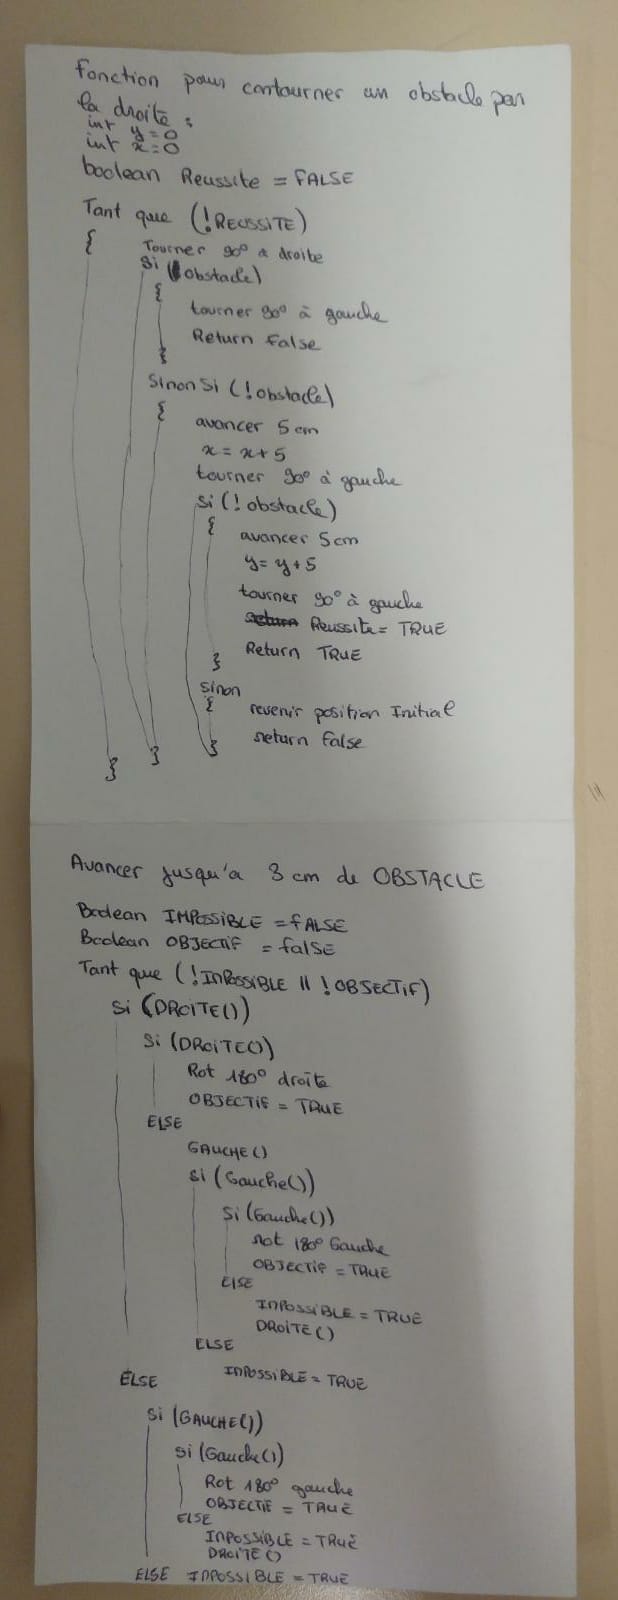 Fonction pour contourner un obstacle par
la droite :
int y = 0
int x = 0
boolean Reussite = FALSE
Tant que (!REUSSITE)
{ Tourner 90° a droite
Si (obstacle)
{
tourner 90° à gauche
Return False
}
Sinon Si (!obstacle)
{
avancer 5 cm
x = x + 5
tourner 90° à gauche
Si (!obstacle)
{
avancer 5 cm
y = y + 5
tourner 90° à gauche
Reussite = TRUE
Return TRUE
}
Sinon
{
revenir position Initial
return False
}
}
}
Avancer jusqu'a 3 cm de OBSTACLE
Boolean IMPOSSIBLE = fALSE
Boolean OBJECTIF = falSE
Tant que (!IMPOSSIBLE || !OBJECTIF)
Si (DROITE())
Si (DROITE())
Rot 180° droite
OBJECTIF = TRUE
ELSE
GAUCHE()
Si (Gauche())
Si (Gauche())
rot 180° Gauche
OBJECTIF = TRUE
ELSE
IMPOSSIBLE = TRUE
DROITE()
ELSE
IMPOSSIBLE = TRUE
ELSE
Si (GAUCHE())
Si (Gauche())
Rot 180° gauche
OBJECTIF = TRUE
ELSE
IMPOSSIBLE = TRUE
DROITE()
ELSE IMPOSSIBLE = TRUE